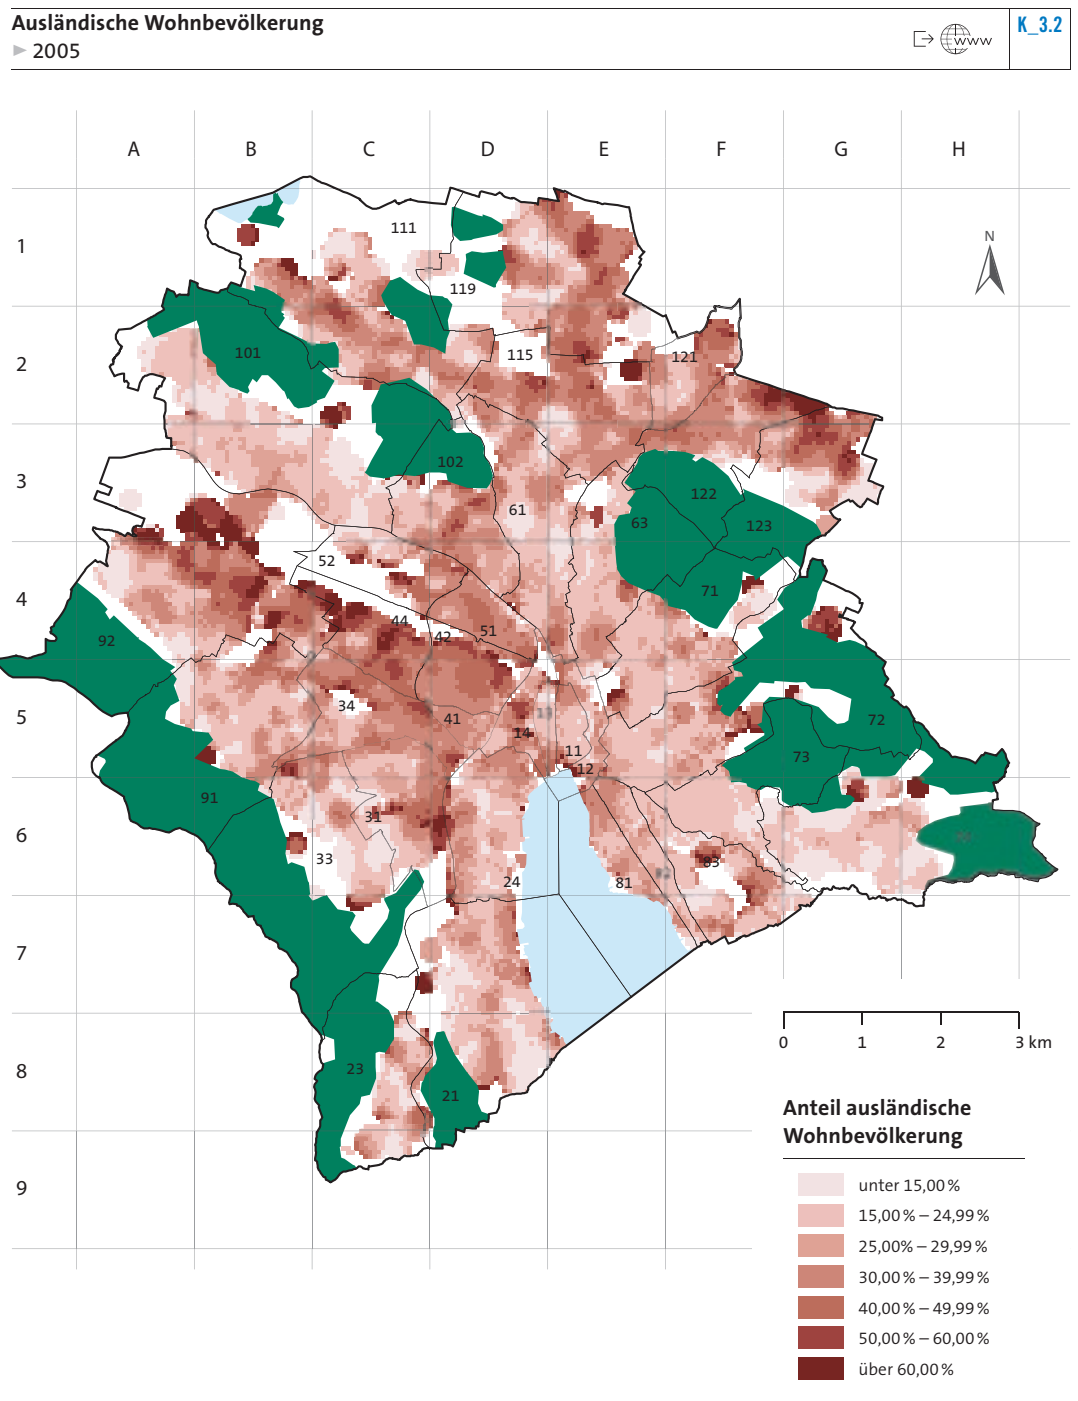 Ausländische Wohnbevölkerung
► 2005
www
K_3.2
A B C D E F G H
N
1
111
119
2
101
115
121
3
102
61
122
63
123
52
4
71
92
44
42
51
5
34
41
13
14
72
11
12
73
91
6
31
33
24
81
83
7
0 1 2 3 km
8
23
21
9
Anteil ausländische
Wohnbevölkerung
unter 15,00 %
15,00 % – 24,99 %
25,00% – 29,99 %
30,00 % – 39,99 %
40,00 % – 49,99 %
50,00 % – 60,00 %
über 60,00 %